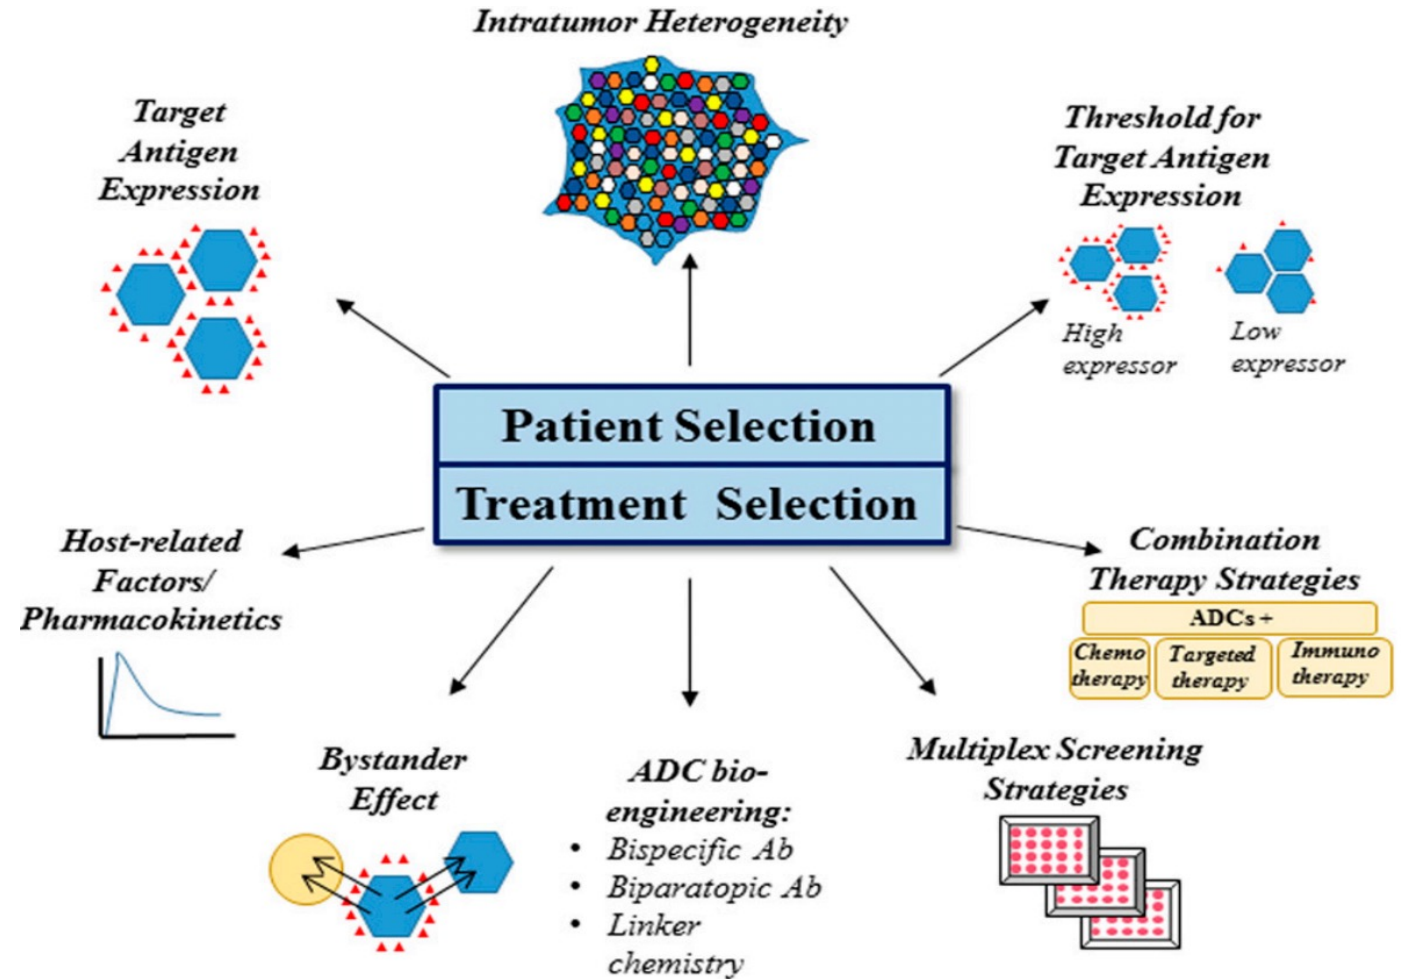 Intratumor Heterogeneity
Target
Antigen
Expression
Threshold for
Target Antigen
Expression
High
expressor
Low
expressor
Patient Selection
Treatment Selection
Host-related
Factors/
Pharmacokinetics
Combination
Therapy Strategies
ADCs +
Chemo
therapy
Targeted
therapy
Immuno
therapy
Bystander
Effect
ADC bio-
engineering:
• Bispecific Ab
• Biparatopic Ab
• Linker
chemistry
Multiplex Screening
Strategies